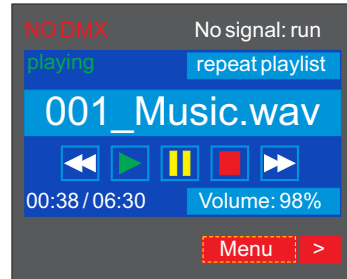 NO DMX No signal: run
playing repeat playlist
001_Music.wav
00:38 / 06:30 Volume: 98%
Menu >